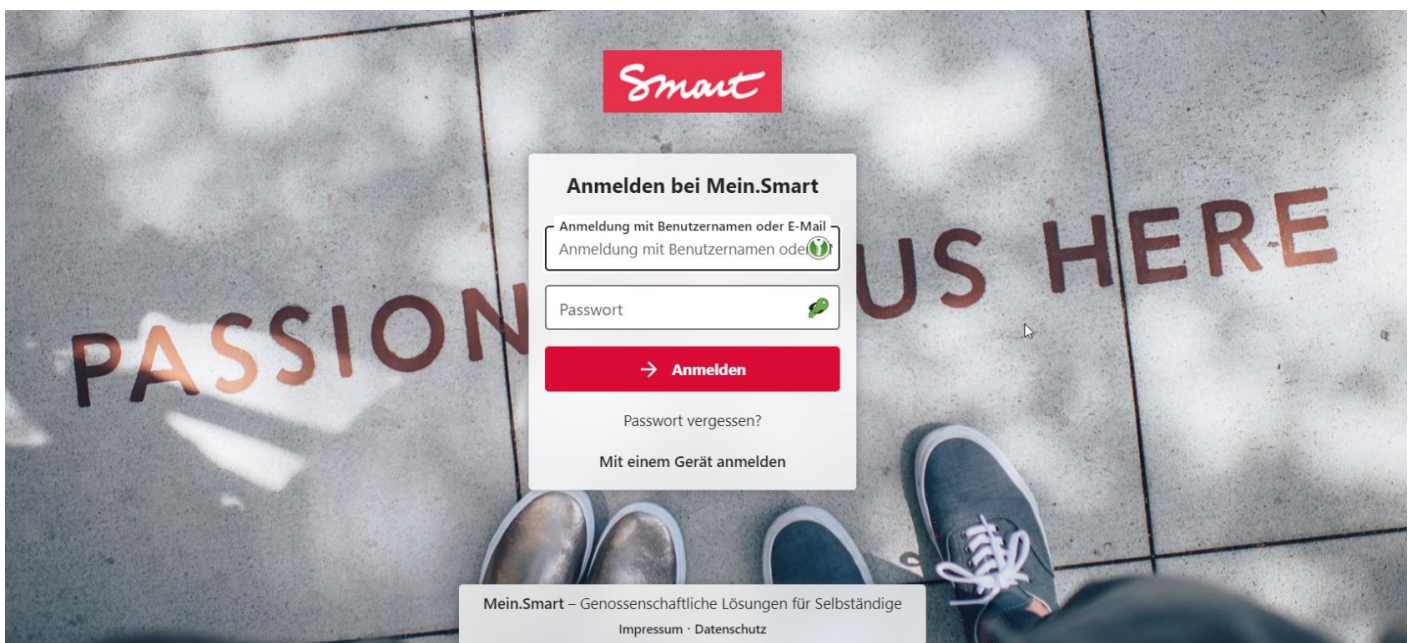 Smart
Anmelden bei Mein.Smart
Anmeldung mit Benutzernamen oder E-Mail
Anmeldung mit Benutzernamen ode
Passwort
PASSION US HERE
Anmelden
Passwort vergessen?
Mit einem Gerät anmelden
Mein.Smart – Genossenschaftliche Lösungen für Selbständige
Impressum · Datenschutz